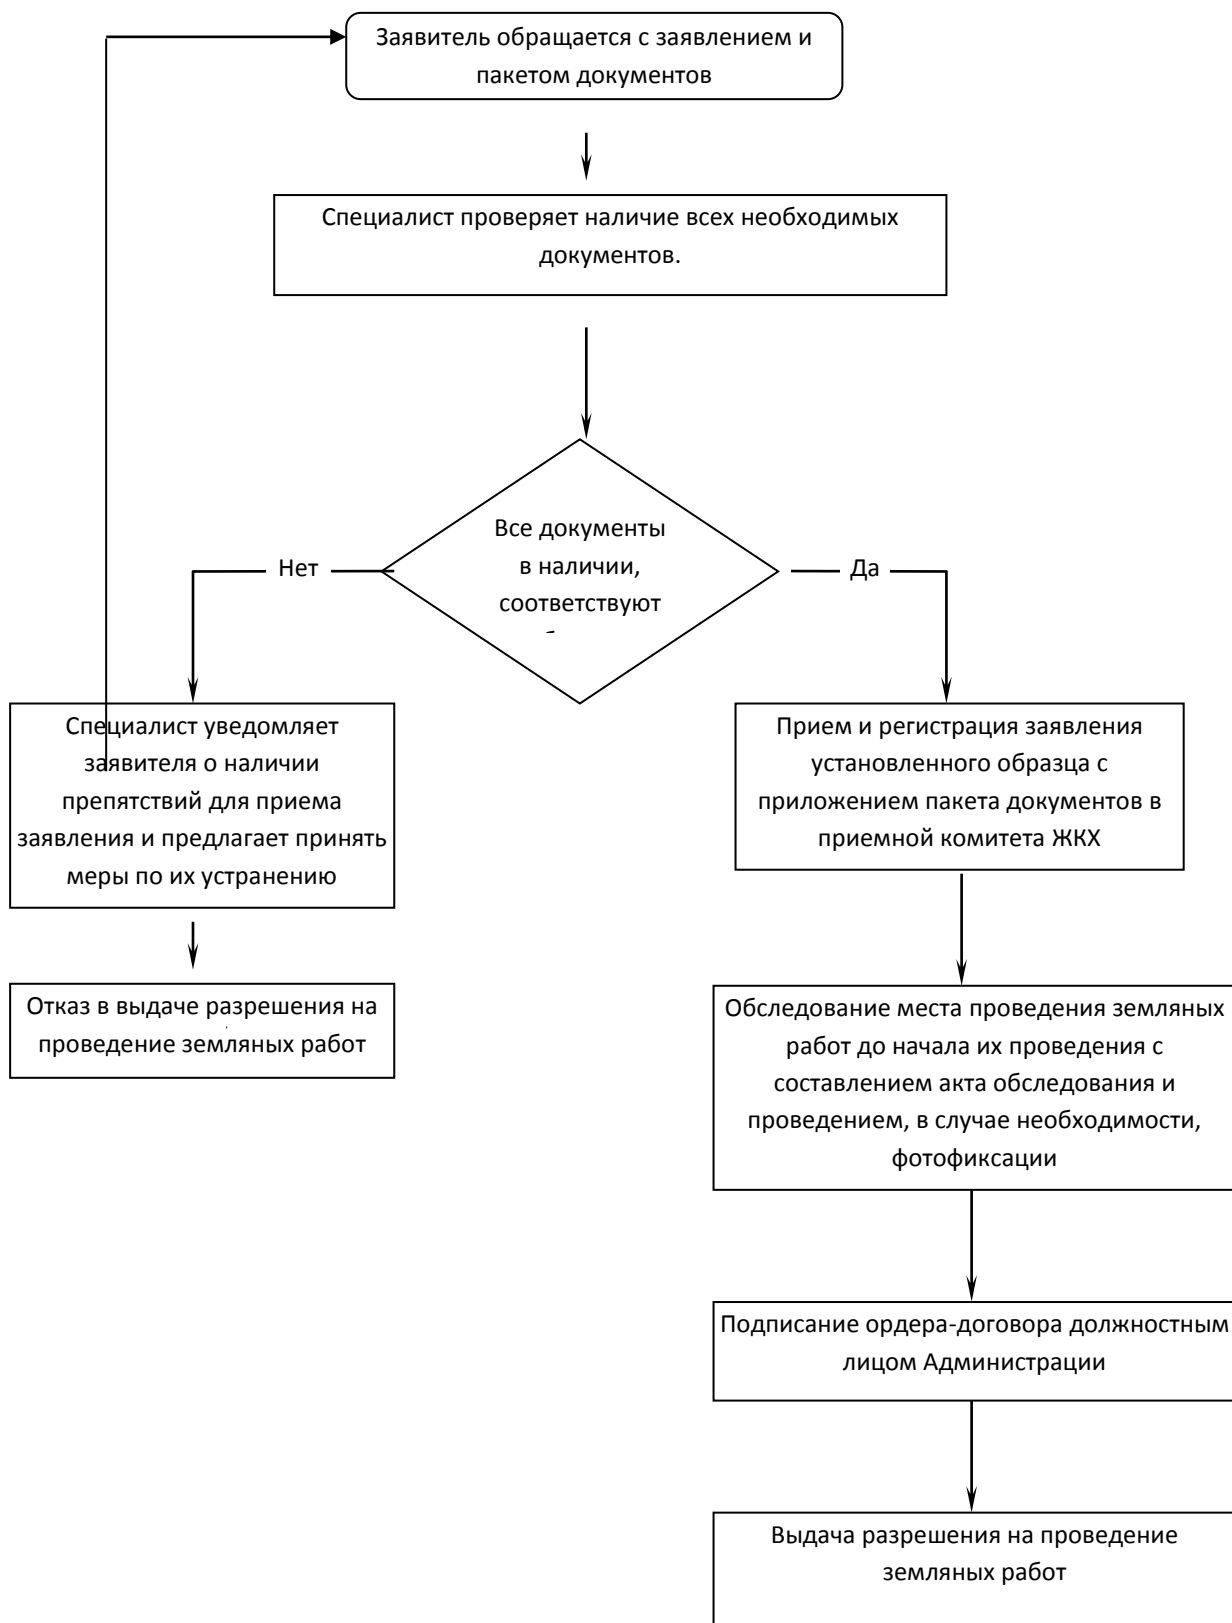 Заявитель обращается с заявлением и
пакетом документов
Специалист проверяет наличие всех необходимых
документов.
Все документы
в наличии,
соответствуют
Нет
Да
Специалист уведомляет
заявителя о наличии
препятствий для приема
заявления и предлагает принять
меры по их устранению
Прием и регистрация заявления
установленного образца с
приложением пакета документов в
приемной комитета ЖКХ
Отказ в выдаче разрешения на
проведение земляных работ
Обследование места проведения земляных
работ до начала их проведения с
составлением акта обследования и
проведением, в случае необходимости,
фотофиксации
Подписание ордера-договора должностным
лицом Администрации
Выдача разрешения на проведение
земляных работ